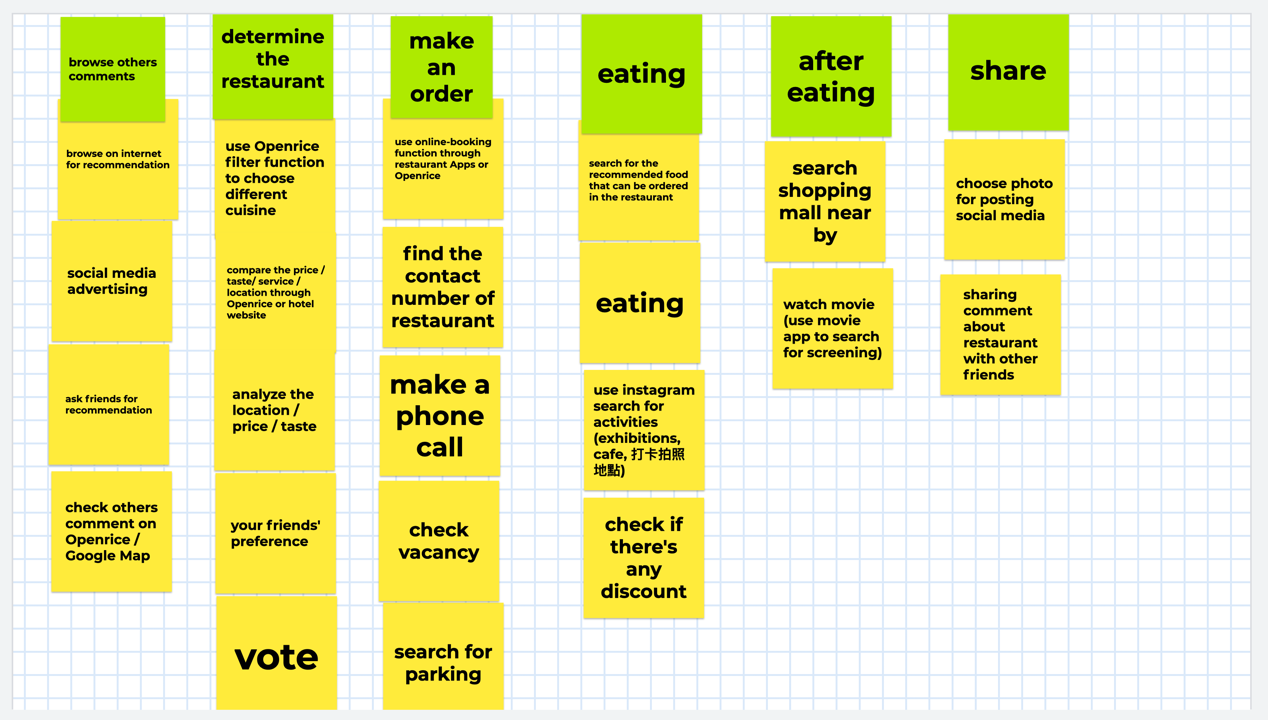 browse others
comments
browse on internet
for recommendation
social media
advertising
ask friends for
recommendation
check others
comment on
Openrice /
Google Map
determine
the
restaurant
use Openrice
filter function
to choose
different
cuisine
compare the price /
taste/ service /
location through
Openrice or hotel
website
analyze the
location /
price / taste
your friends'
preference
vote
make
an
order
use online-booking
function through
restaurant Apps or
Openrice
find the
contact
number of
restaurant
make a
phone
call
check
vacancy
search for
parking
eating
search for the
recommended food
that can be ordered
in the restaurant
eating
use instagram
search for
activities
(exhibitions,
cafe, 打卡拍照
地點)
check if
there's
any
discount
after
eating
search
shopping
mall near
by
watch movie
(use movie
app to search
for screening)
share
choose photo
for posting
social media
sharing
comment
about
restaurant
with other
friends